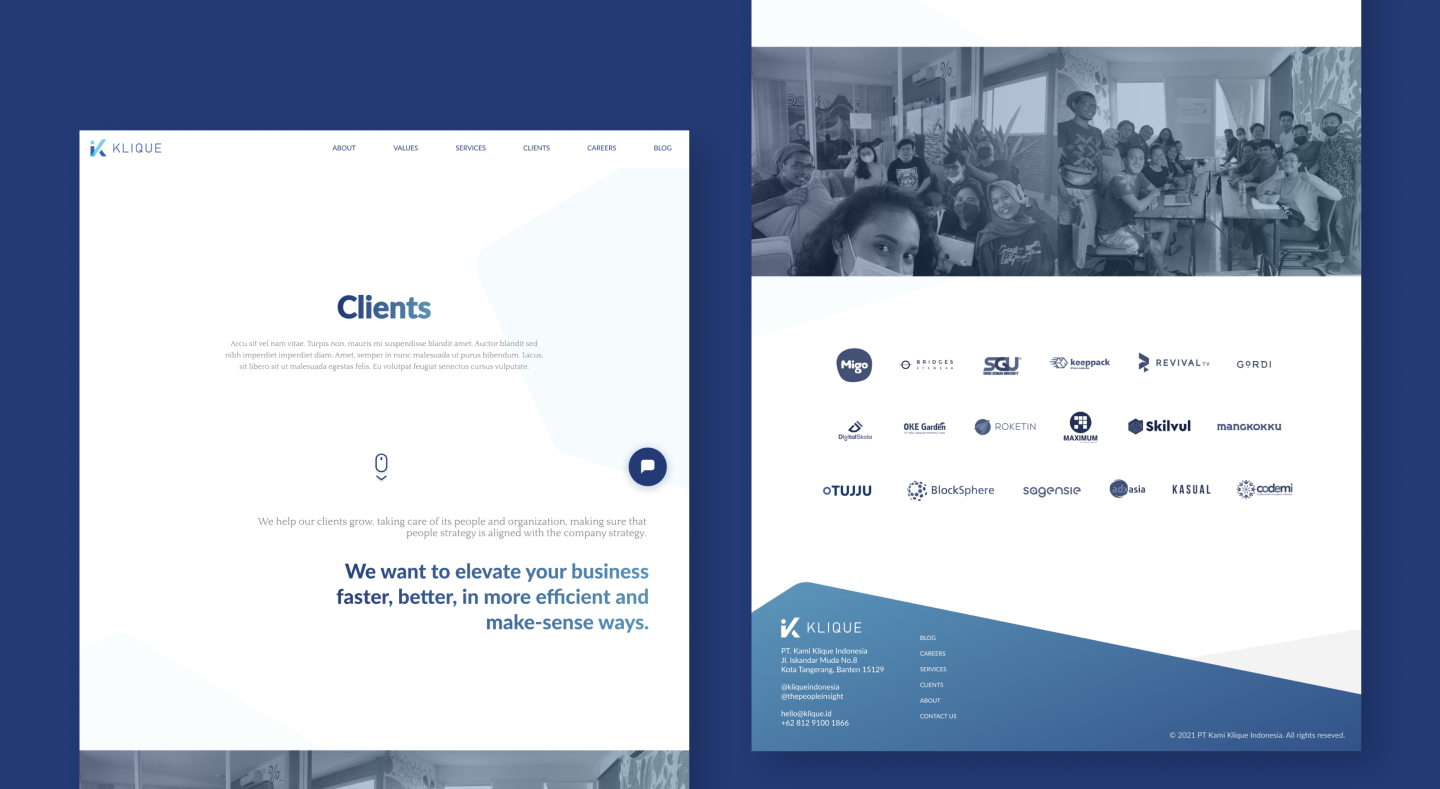 KLIQUE
ABOUT
VALUES
SERVICES
CLIENTS
CAREERS
BLOG
Clients
Arcu sit vel nam vitae. Turpis non, mauris mi suspendisse blandit amet. Auctor blandit sed
nibh imperdiet imperdiet diam. Amet, semper in nunc malesuada ut purus bibendum. Lacus,
sit libero sit ut malesuada egestas felis. Eu volutpat feugiat senectus cursus vulputate.
We help our clients grow, taking care of its people and organization, making sure that
people strategy is aligned with the company strategy.
We want to elevate your business
faster, better, in more efficient and
make-sense ways.
Migo
BRIDGES
EYEWEAR
SGU
keeppack
REVIVAL TV
GORDI
DigitalSkola
OKE Garden
ROKETIN
MAXIMUM
Skilvul
mangkokku
oTUJJU
BlockSphere
sagensie
adaasia
KASUAL
codemi
KLIQUE
PT. Kami Klique Indonesia
Jl. Iskandar Muda No.8
Kota Tangerang, Banten 15129
@kliqueindonesia
@thepeopleinsight
hello@klique.id
+62 812 9100 1866
BLOG
CAREERS
SERVICES
CLIENTS
ABOUT
CONTACT US
© 2021 PT Kami Klique Indonesia. All rights reseved.